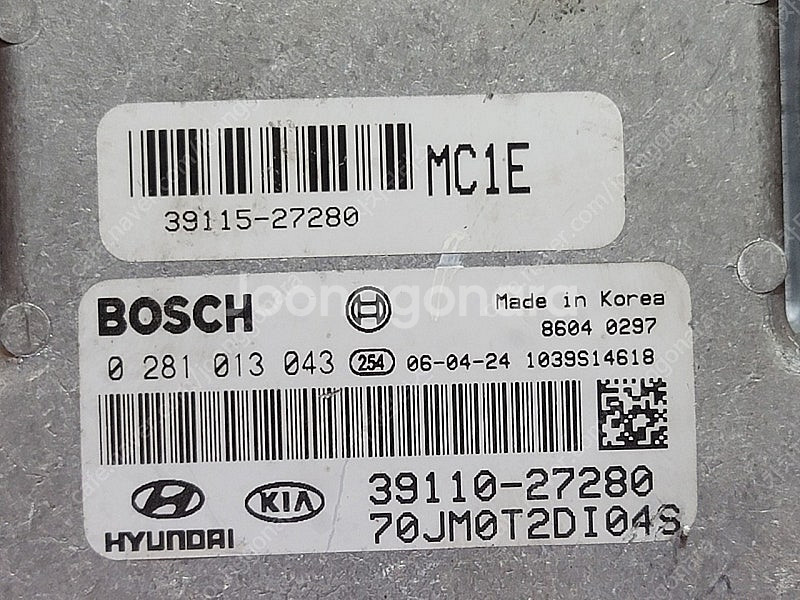 MC1E
39115-27280
BOSCH
Made in Korea
8604 0297
0 281 013 043 254 06-04-24 1039S14618
HYUNDAI KIA
39110-27280
70JM0T2DI04S
Joongonara